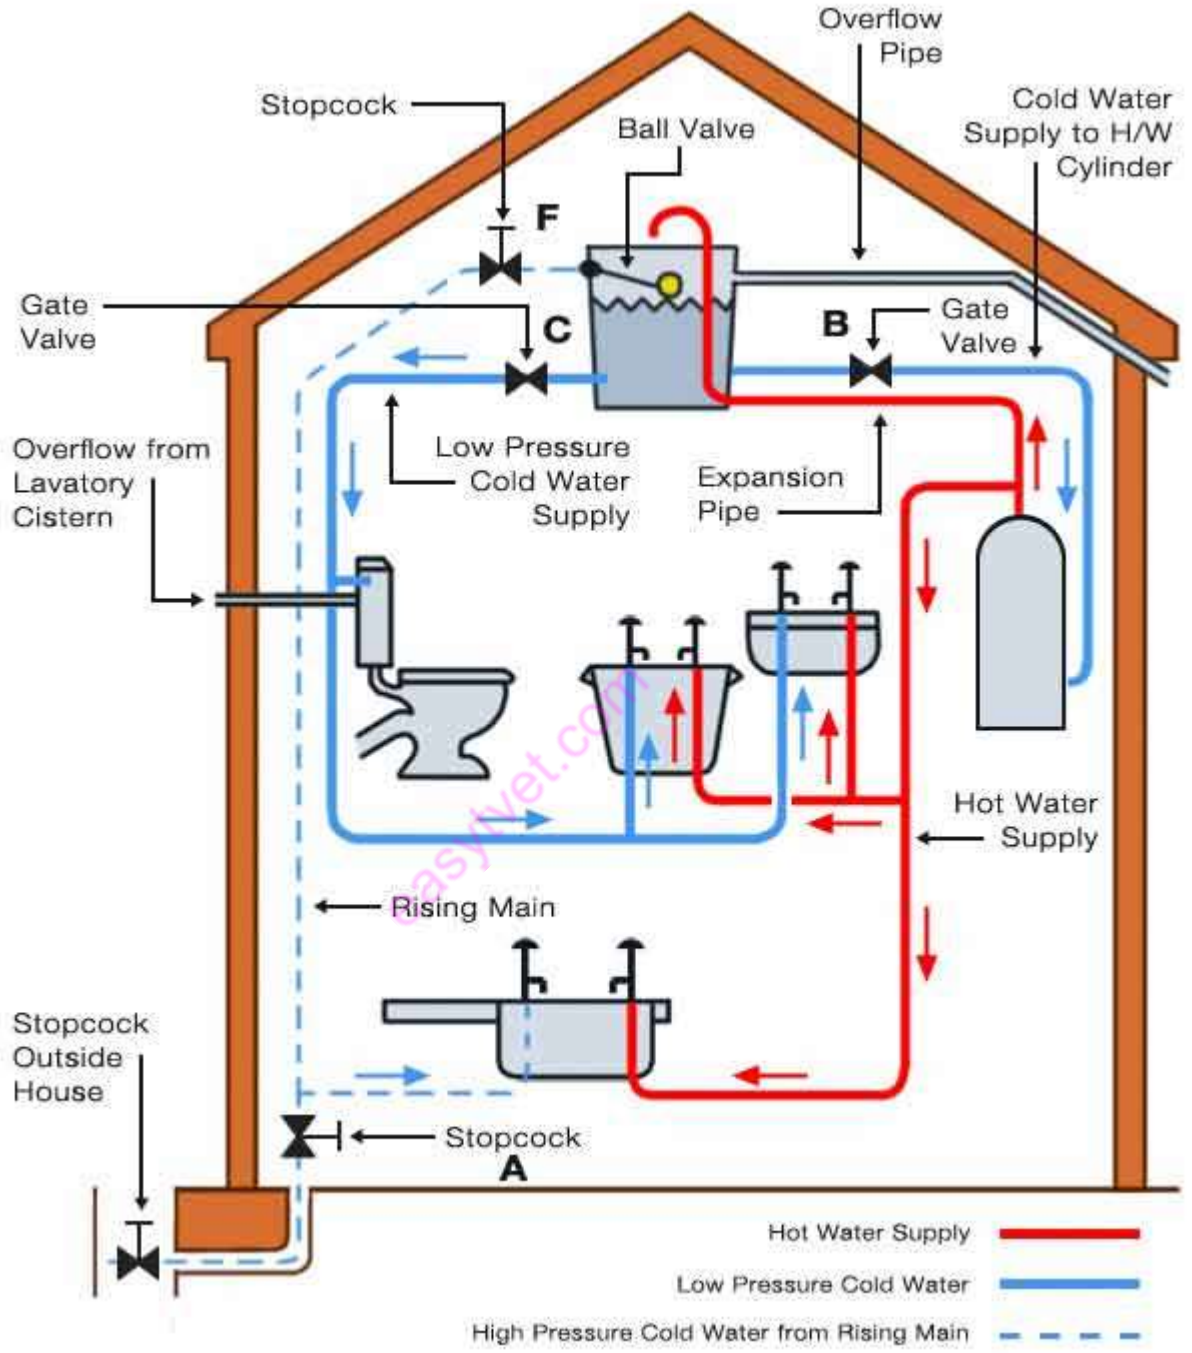 Overflow
Pipe
Stopcock
Ball Valve
Cold Water
Supply to H/W
Cylinder
F
Gate
Valve
C
B
Gate
Valve
Overflow from
Lavatory
Cistern
Low Pressure
Cold Water
Supply
Expansion
Pipe
Hot Water
Supply
easytvet.com
Rising Main
Stopcock
Outside
House
Stopcock
A
Hot Water Supply
Low Pressure Cold Water
High Pressure Cold Water from Rising Main